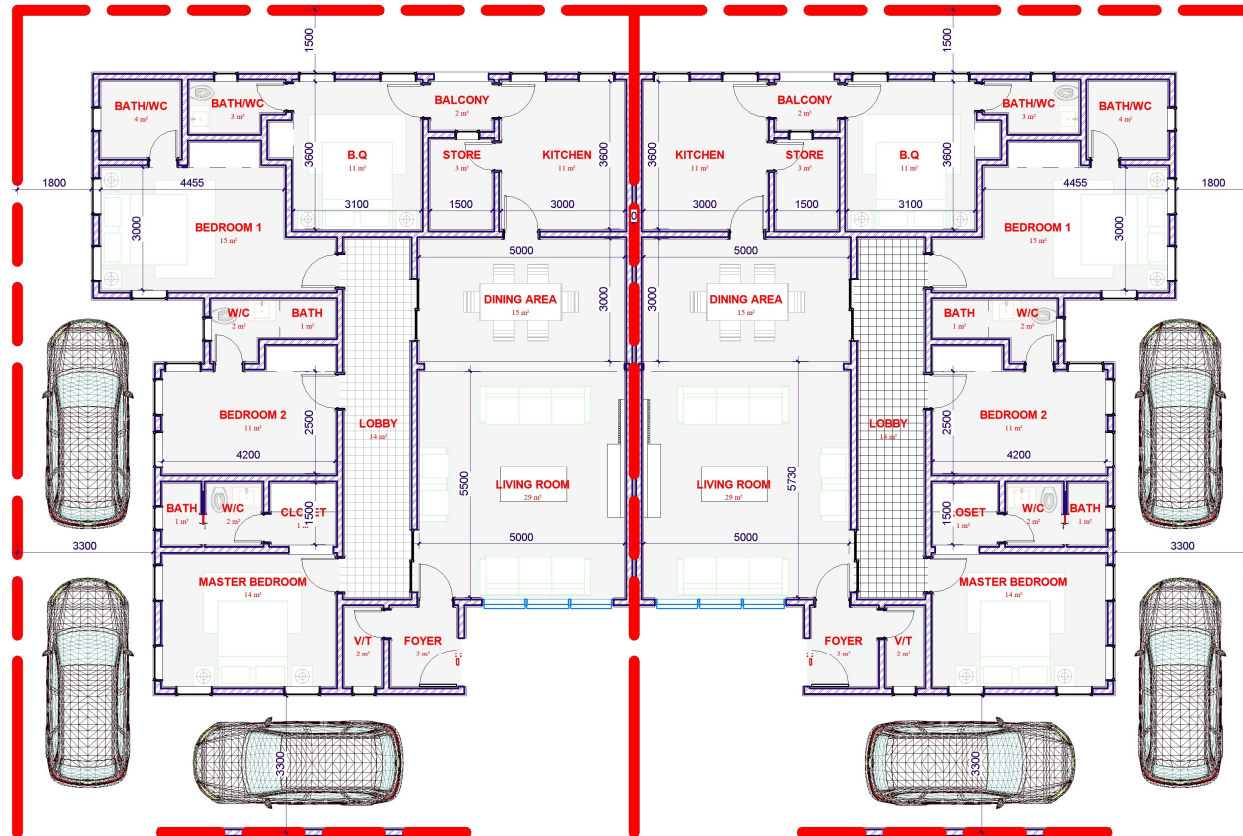 1500
1500
BATH/WC
4 m²
BATH/WC
3 m²
BALCONY
2 m²
BALCONY
2 m²
BATH/WC
3 m²
BATH/WC
4 m²
3600
B.Q
11 m²
STORE
3 m²
KITCHEN
11 m²
3600
3600
KITCHEN
11 m²
STORE
3 m²
B.Q
11 m²
3600
1800
4455
4455
1800
3100
1500
3000
0
3000
1500
3100
3000
BEDROOM 1
15 m²
BEDROOM 1
15 m²
3000
5000
5000
DINING AREA
15 m²
3000
3000
DINING AREA
15 m²
W/C
2 m²
BATH
1 m²
BATH
1 m²
W/C
2 m²
BEDROOM 2
11 m²
2500
LOBBY
14 m²
LOBBY
14 m²
2500
BEDROOM 2
11 m²
4200
4200
5500
LIVING ROOM
29 m²
LIVING ROOM
29 m²
5730
BATH
1 m²
W/C
2 m²
1500
1500
OSET
1 m²
W/C
2 m²
BATH
1 m²
3300
5000
5000
3300
MASTER BEDROOM
14 m²
MASTER BEDROOM
14 m²
V/T
2 m²
FOYER
3 m²
FOYER
3 m²
V/T
2 m²
3300
3300